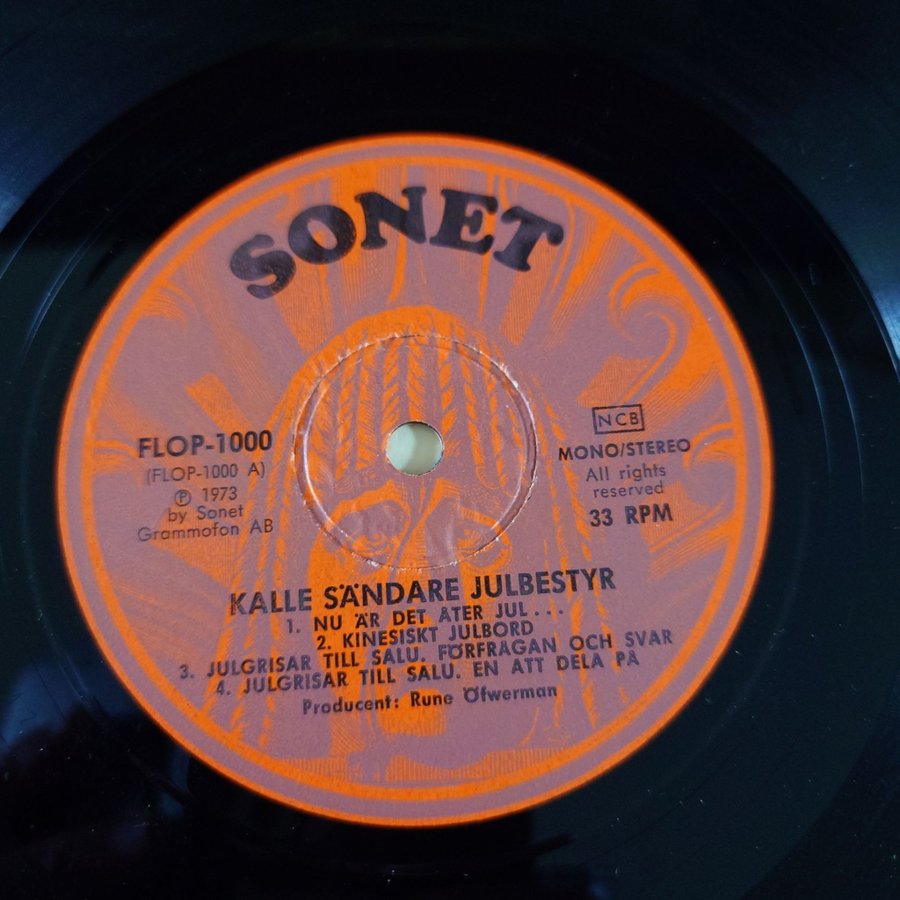 SONET
FLOP-1000
(FLOP-1000 A)
Ⓟ 1973
by Sonet
Grammofon AB
NCB
MONO/STEREO
All rights
reserved
33 RPM
KALLE SÄNDARE JULBESTYR
1. NU ÄR DET ÅTER JUL...
2. KINESISKT JULBORD
3. JULGRISAR TILL SALU. FÖRFRÅGAN OCH SVAR
4. JULGRISAR TILL SALU. EN ATT DELA PÅ
Producent: Rune Öfwerman